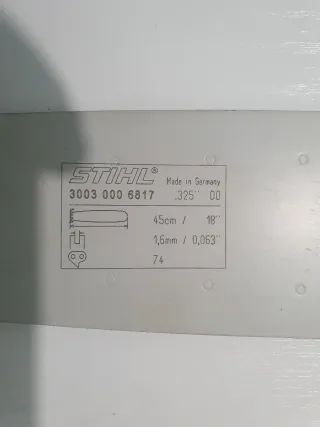 STIHL® Made in Germany
3003 000 6817 .325" 00
45cm / 18"
1,6mm / 0,063"
74